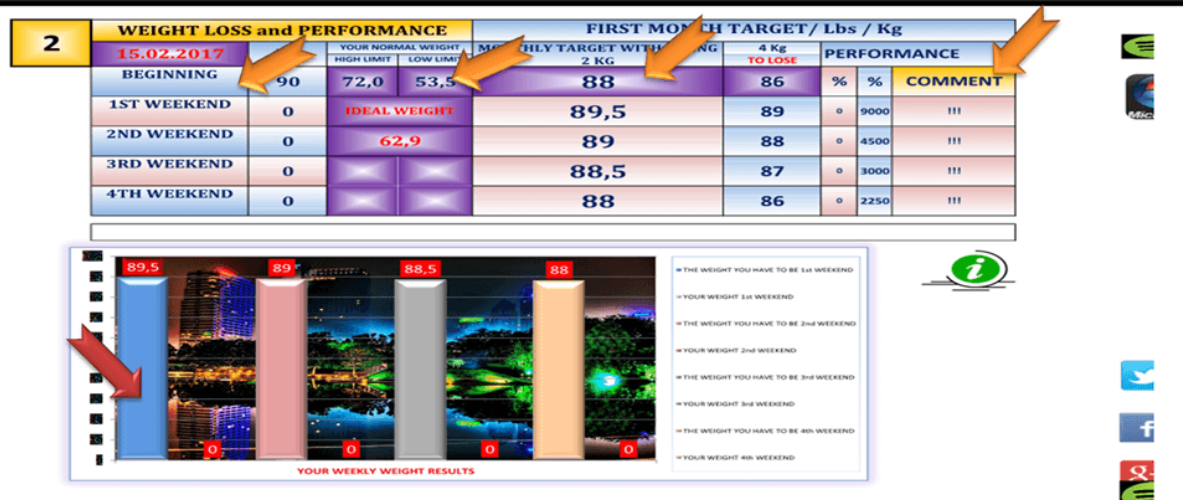 2
WEIGHT LOSS and PERFORMANCE
FIRST MONTH TARGET/ Lbs / Kg
15.02.2017
YOUR NORMAL WEIGHT
HIGH LIMIT LOW LIMIT
TARGET WITH
2 KG
4 Kg
TO LOSE
PERFORMANCE
BEGINNING 90 72,0 53,5 88 86 % % COMMENT
1ST WEEKEND 0 IDEAL WEIGHT 89,5 89 0 9000 !!!
2ND WEEKEND 0 62,9 89 88 0 4500 !!!
3RD WEEKEND 0 88,5 87 0 3000 !!!
4TH WEEKEND 0 88 86 0 2250 !!!
89,5 89 88,5 88
0 0 0 0
YOUR WEEKLY WEIGHT RESULTS
THE WEIGHT YOU HAVE TO BE 1st WEEKEND
YOUR WEIGHT 1st WEEKEND
THE WEIGHT YOU HAVE TO BE 2nd WEEKEND
YOUR WEIGHT 2nd WEEKEND
THE WEIGHT YOU HAVE TO BE 3rd WEEKEND
YOUR WEIGHT 3rd WEEKEND
THE WEIGHT YOU HAVE TO BE 4th WEEKEND
YOUR WEIGHT 4th WEEKEND
i
Mic
f
g